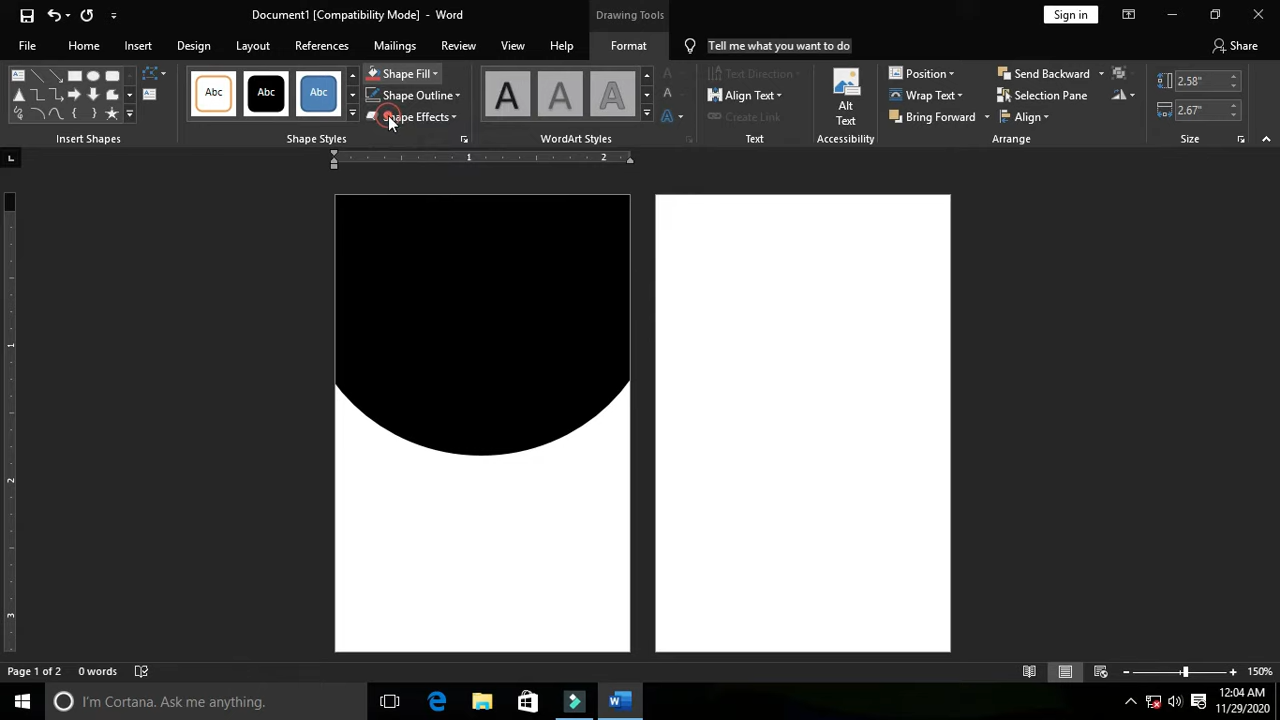 Document1 [Compatibility Mode] - Word
Drawing Tools
Sign in
File Home Insert Design Layout References Mailings Review View Help Format Tell me what you want to do Share
Abc Abc Abc
Shape Fill
Shape Outline
Shape Effects
A A A
Text Direction
Align Text
Create Link
Alt
Text
Position
Wrap Text
Bring Forward
Send Backward
Selection Pane
Align
2.58"
2.67"
Insert Shapes Shape Styles WordArt Styles Text Accessibility Arrange Size
1 2
1
2
3
Page 1 of 2 0 words 150%
I'm Cortana. Ask me anything.
12:04 AM
11/29/2020